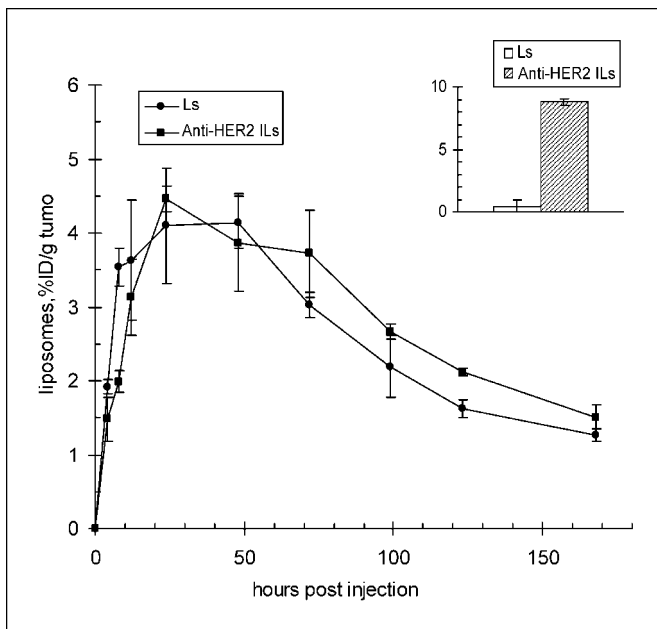 Ls
Anti-HER2 ILs
10
5
0
6
5
4
3
2
1
0
Ls
Anti-HER2 ILs
liposomes,%ID/g tumo
0
50
100
150
hours post injection